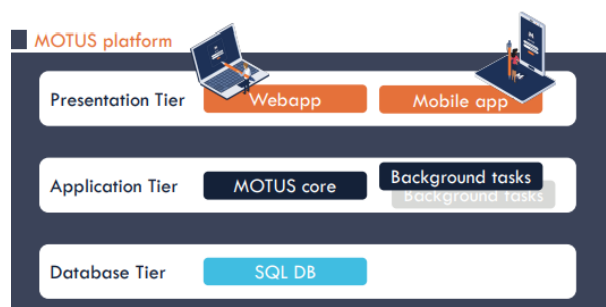 MOTUS platform
Presentation Tier
Webapp
Mobile app
Application Tier
MOTUS core
Background tasks
Background tasks
Database Tier
SQL DB